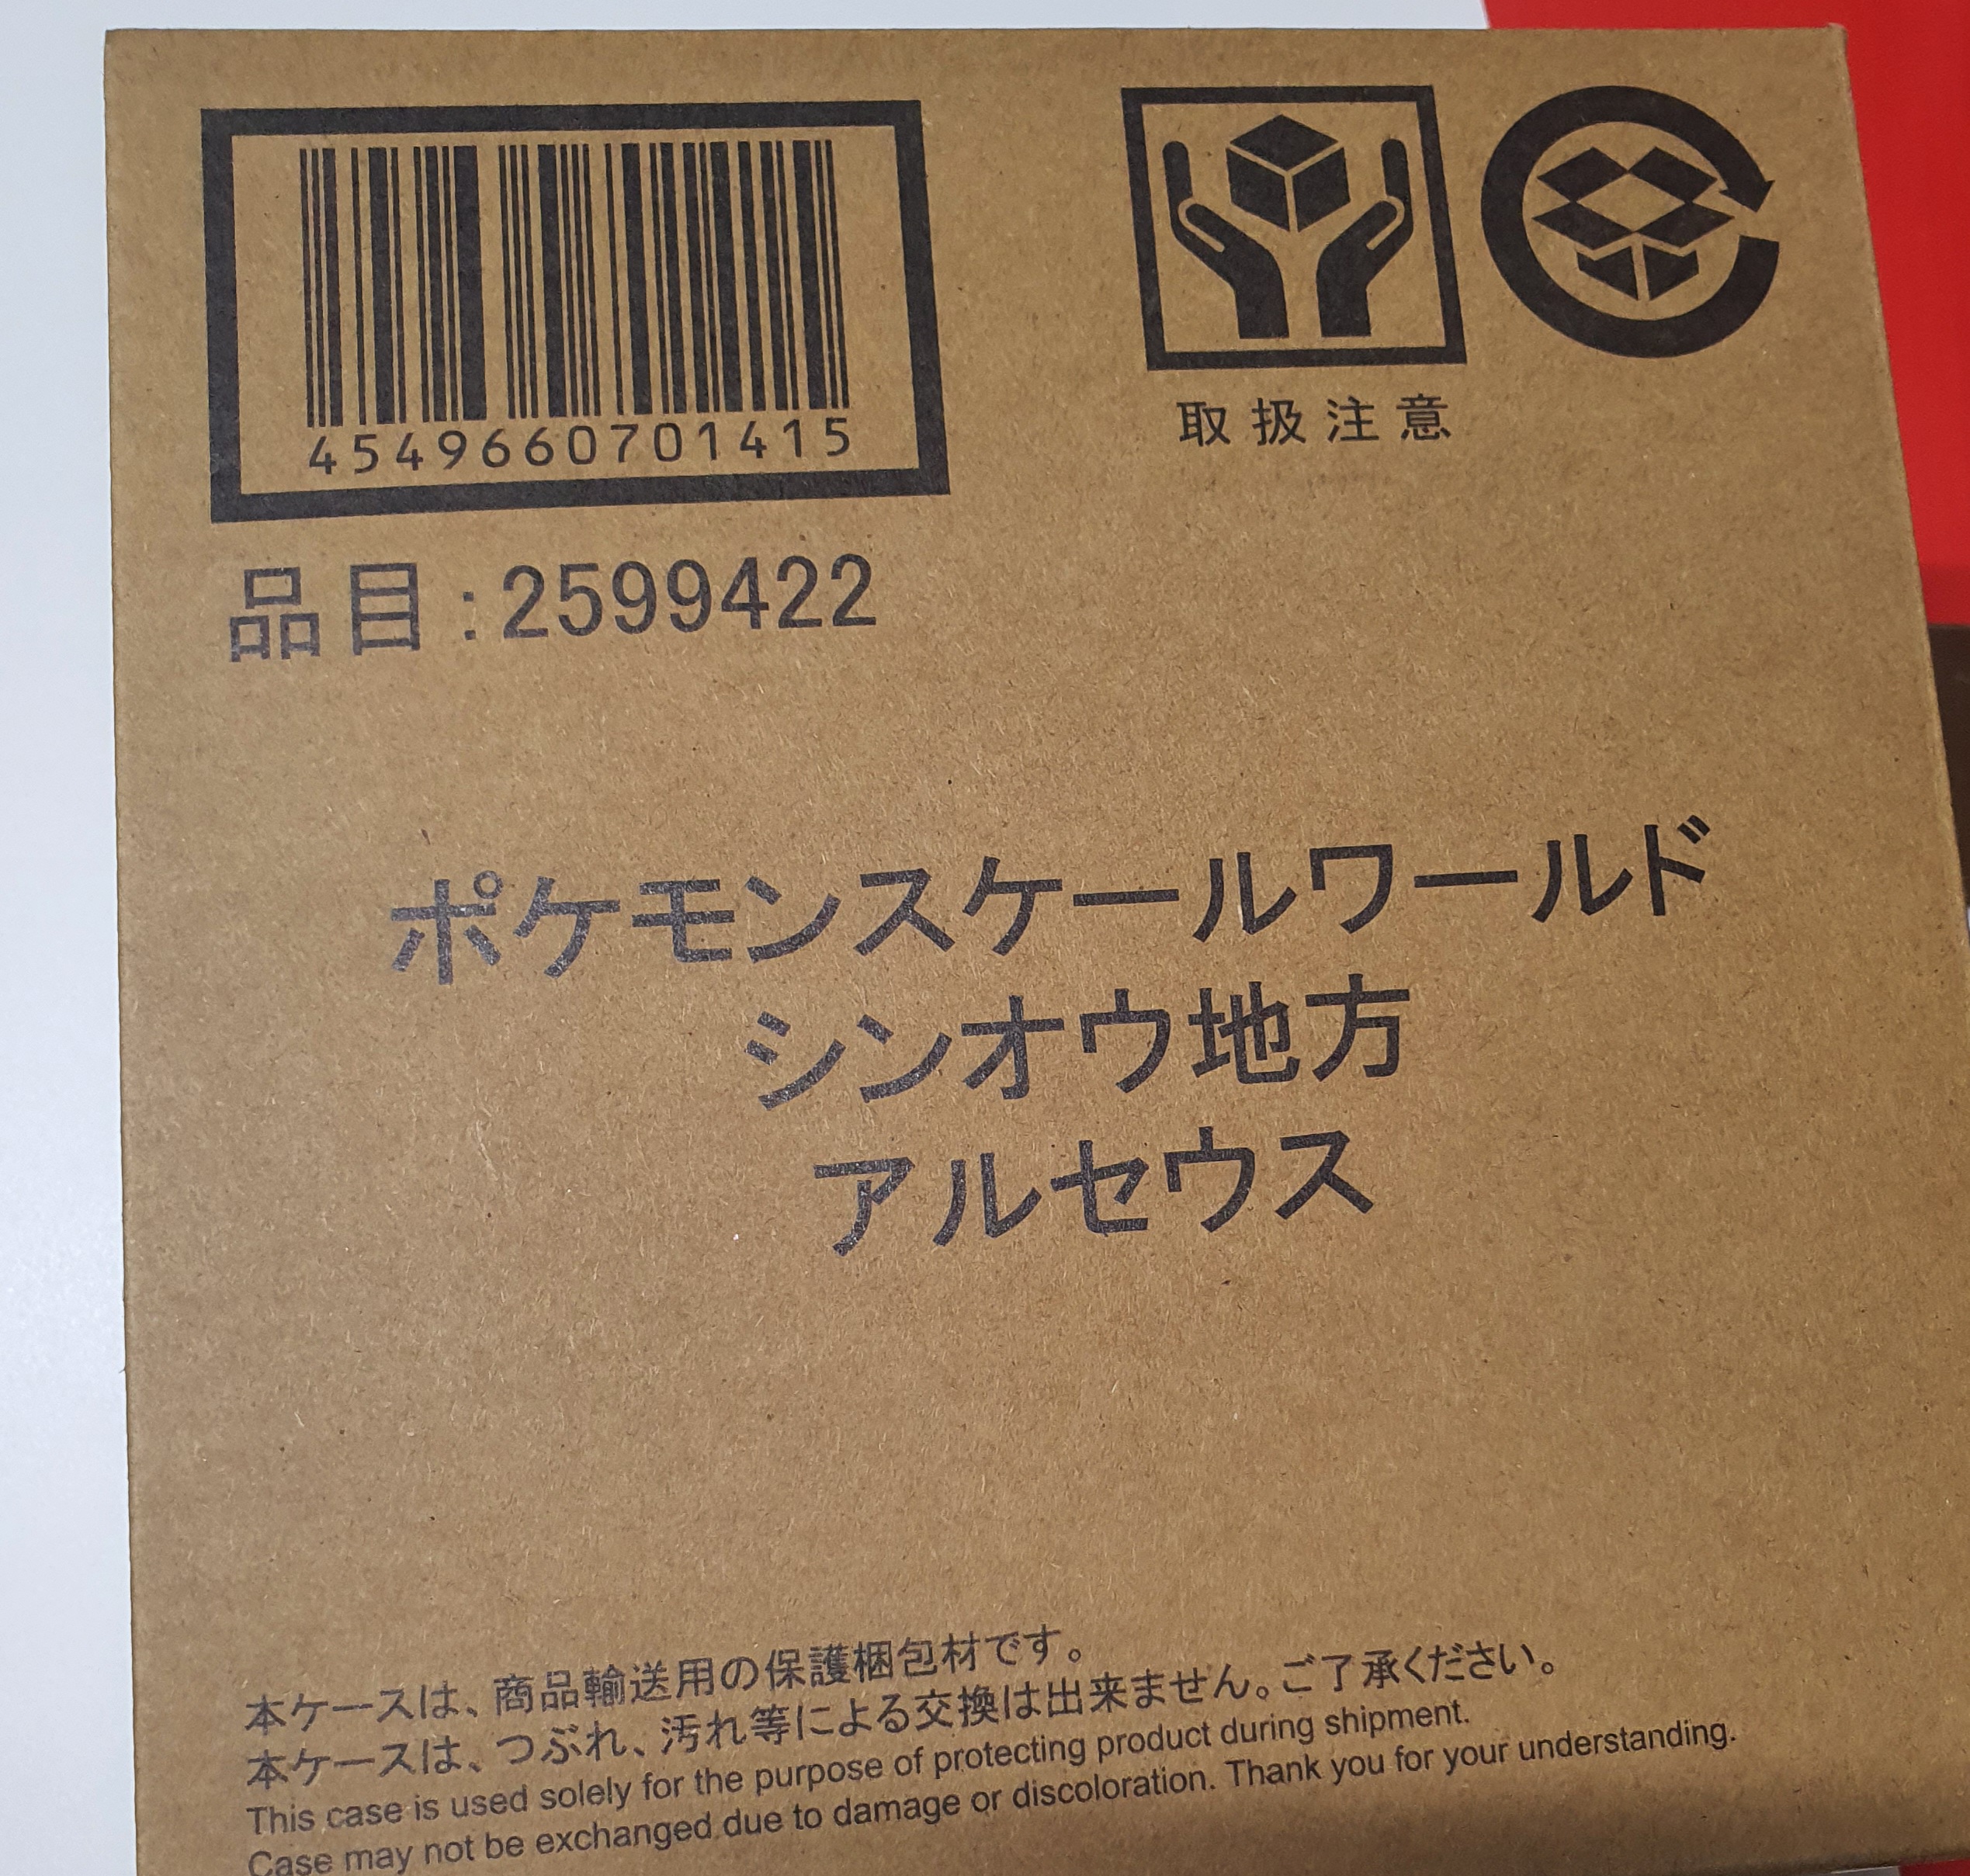 4549660701415
取扱注意
品目:2599422
ポケモンスケールワールド
シンオウ地方
アルセウス
本ケースは、商品輸送用の保護梱包材です。
本ケースは、つぶれ、汚れ等による交換は出来ません。ご了承ください。
This case is used solely for the purpose of protecting product during shipment.
Case may not be exchanged due to damage or discoloration. Thank you for your understanding.